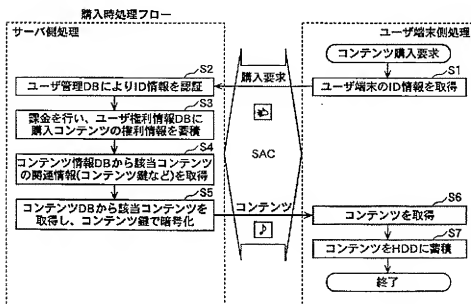 購入時処理フロー
サーバ側処理
ユーザ端末側処理
コンテンツ購入要求
S1
ユーザ端末のID情報を取得
購入要求
S2
ユーザ管理DBによりID情報を認証
S3
課金を行い、ユーザ権利情報DBに
購入コンテンツの権利情報を蓄積
S4
コンテンツ情報DBから該当コンテンツ
の関連情報(コンテンツ鍵など)を取得
SAC
S5
コンテンツDBから該当コンテンツを
取得し、コンテンツ鍵で暗号化
コンテンツ
S6
コンテンツを取得
S7
コンテンツをHDDに蓄積
終了